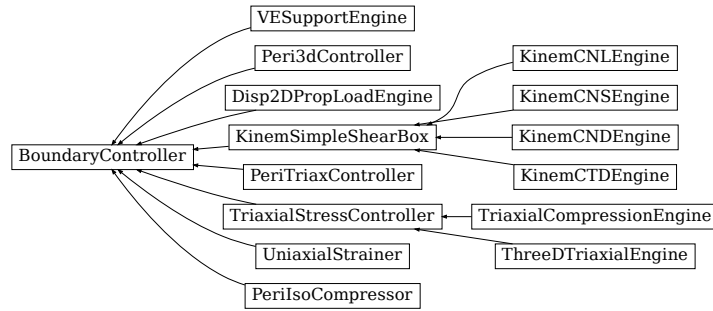 VESupportEngine
Peri3dController
KinemCNLEngine
Disp2DPropLoadEngine
KinemCNSEngine
KinemSimpleShearBox
KinemCNDEngine
BoundaryController
PeriTriaxController
KinemCTDEngine
TriaxialStressController
TriaxialCompressionEngine
UniaxialStrainer
ThreeDTriaxialEngine
PeriIsoCompressor